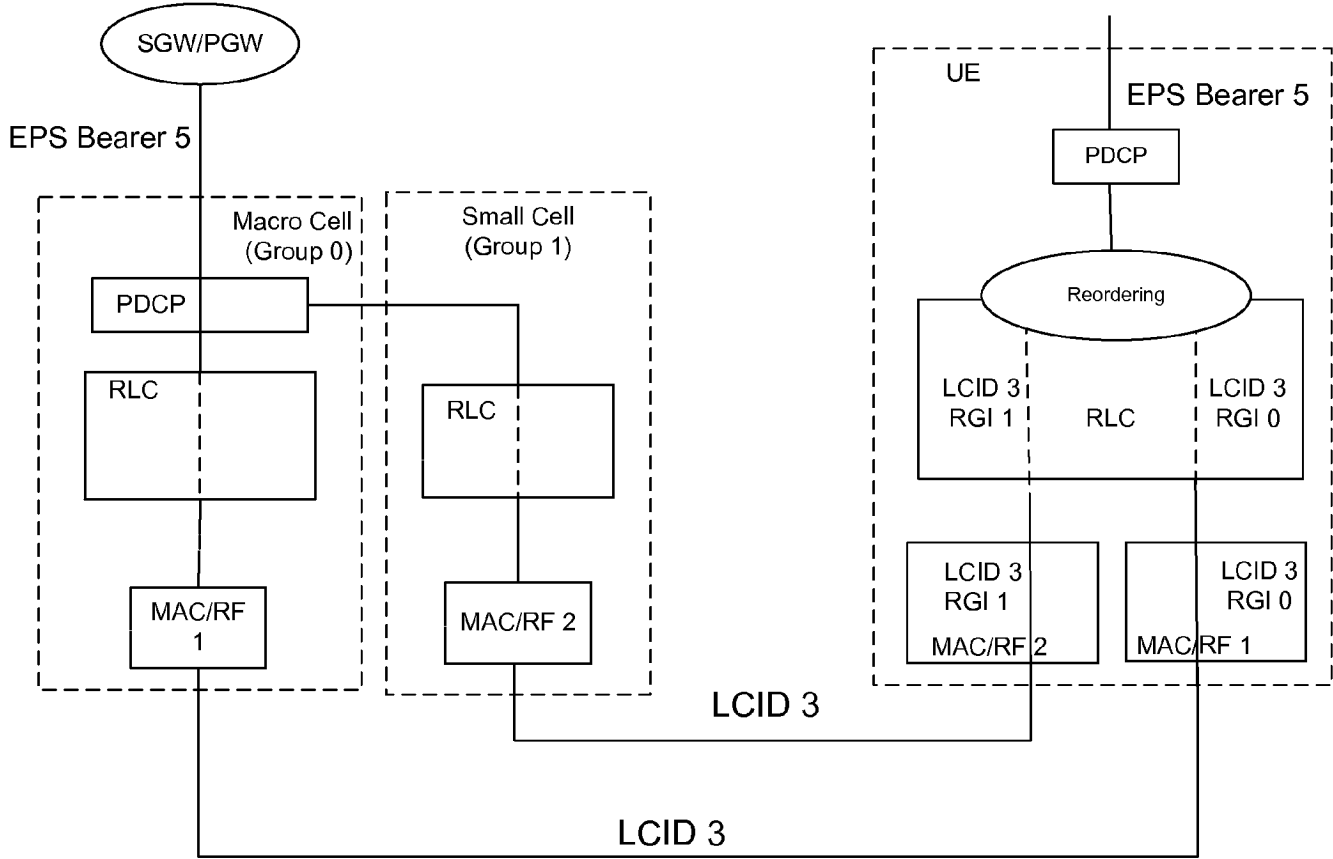 SGW/PGW
EPS Bearer 5
Macro Cell
(Group 0)
PDCP
RLC
MAC/RF
1
Small Cell
(Group 1)
RLC
MAC/RF 2
UE
EPS Bearer 5
PDCP
Reordering
LCID 3
RGI 1
RLC
LCID 3
RGI 0
LCID 3
RGI 1
MAC/RF 2
LCID 3
RGI 0
MAC/RF 1
LCID 3
LCID 3